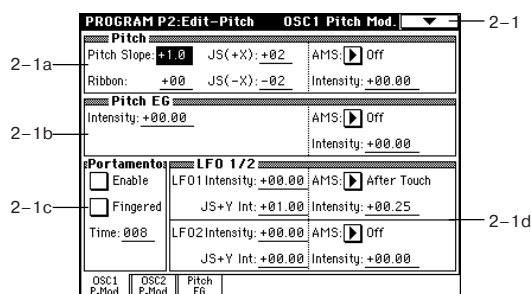 PROGRAM P2:Edit-Pitch OSC1 Pitch Mod.
2-1
Pitch
2-1a
Pitch Slope: +1.0 JS(+X): +02 AMS: Off
Ribbon: +00 JS(-X): -02 Intensity: +00.00
Pitch EG
2-1b
Intensity: +00.00 AMS: Off
Intensity: +00.00
Portamento LFO 1/2
Enable LFO1 Intensity: +00.00 AMS: After Touch
2-1c
Fingered JS+Y Int: +01.00 Intensity: +00.25
2-1d
Time: 008 LFO2 Intensity: +00.00 AMS: Off
JS+Y Int: +00.00 Intensity: +00.00
OSC1 P-Mod OSC2 P-Mod Pitch EG